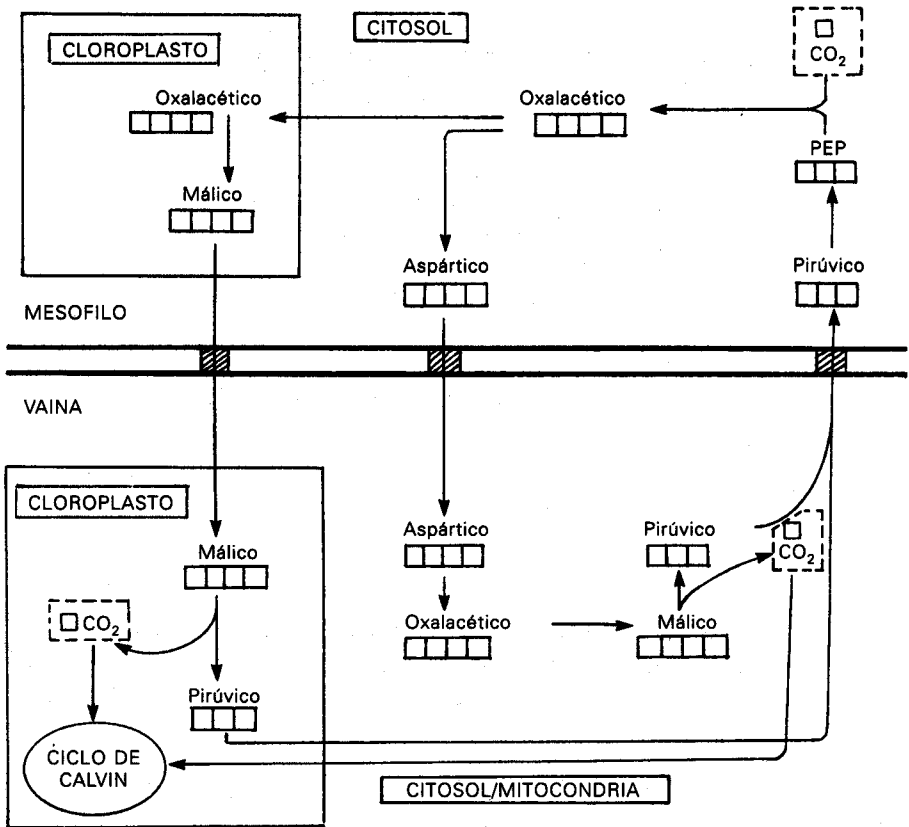 CITOSOL
CLOROPLASTO
CO₂
Oxalacético
Oxalacético
PEP
Málico
Aspártico
Pirúvico
MESOFILO
VAINA
CLOROPLASTO
Málico
Aspártico
Pirúvico
CO₂
CO₂
Oxalacético
Málico
Pirúvico
CICLO DE
CALVIN
CITOSOL/MITOCONDRIA